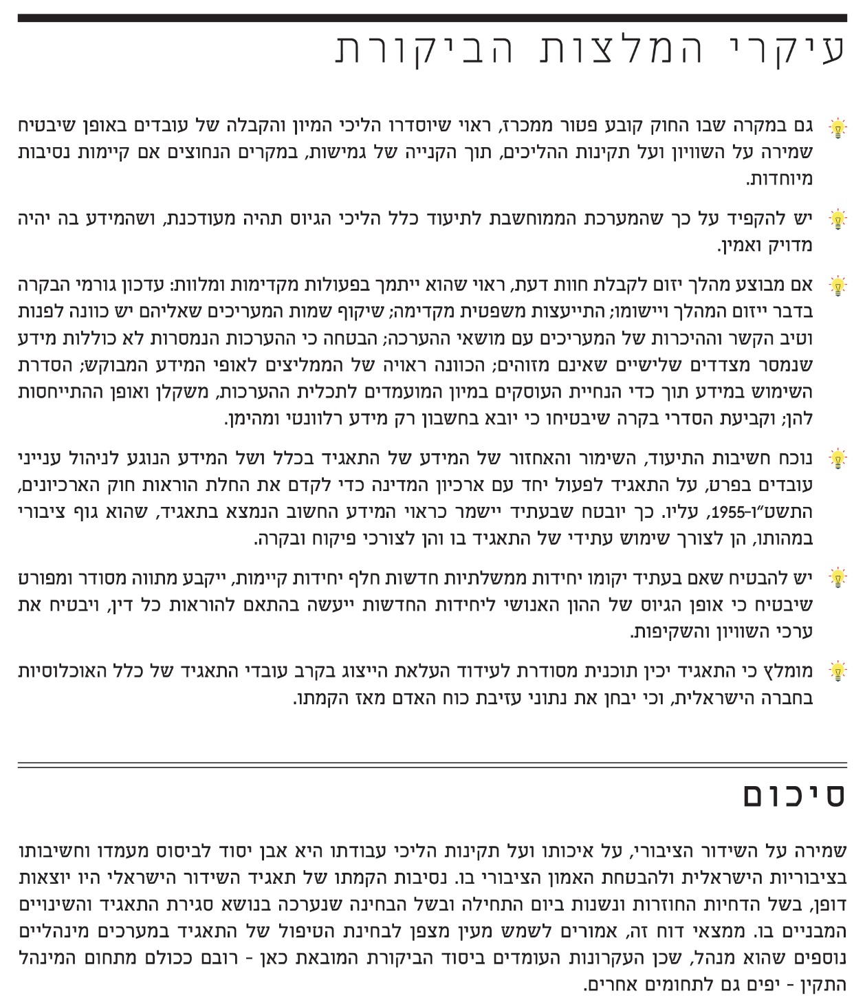 עיקרי המלצות הביקורת
גם במקרה שבו החוק קובע פטור ממכרז, ראוי שיוסדרו הליכי המיון והקבלה של עובדים באופן שיבטיח
שמירה על השוויון ועל תקינות ההליכים, תוך הקנייה של גמישות, במקרים הנחוצים אם קיימות נסיבות
מיוחדות.
יש להקפיד על כך שהמערכת הממוחשבת לתיעוד כלל הליכי הגיוס תהיה מעודכנת, ושהמידע בה יהיה
מדויק ואמין.
אם מבוצע מהלך יזום לקבלת חוות דעת, ראוי שהוא ייתמך בפעולות מקדימות ומלוות: עדכון גורמי הבקרה
בדבר ייזום המהלך ויישומו; התייעצות משפטית מקדימה; שיקוף שמות המעריכים שאליהם יש כוונה לפנות
וטיב הקשר וההיכרות של המעריכים עם מושאי ההערכה; הבטחה כי ההערכות הנמסרות לא כוללות מידע
שנמסר מצדדים שלישיים שאינם מזוהים; הכוונה ראויה של הממליצים לאופי המידע המבוקש; הסדרת
השימוש במידע תוך כדי הנחיית העוסקים במיון המועמדים לתכלית ההערכות, משקלן ואופן ההתייחסות
להן; וקביעת הסדרי בקרה שיבטיחו כי יובא בחשבון רק מידע רלוונטי ומהימן.
נוכח חשיבות התיעוד, השימור והאחזור של המידע של התאגיד בכלל ושל המידע הנוגע לניהול ענייני
עובדים בפרט, על התאגיד לפעול יחד עם ארכיון המדינה כדי לקדם את החלת הוראות חוק הארכיונים,
התשט"ו-1955, עליו. כך יובטח שבעתיד יישמר כראוי המידע החשוב הנמצא בתאגיד, שהוא גוף ציבורי
במהותו, הן לצורך שימוש עתידי של התאגיד בו והן לצורכי פיקוח ובקרה.
יש להבטיח שאם בעתיד יקומו יחידות ממשלתיות חדשות חלף יחידות קיימות, ייקבע מתווה מסודר ומפורט
שיבטיח כי אופן הגיוס של ההון האנושי ליחידות החדשות ייעשה בהתאם להוראות כל דין, ויבטיח את
ערכי השוויון והשקיפות.
מומלץ כי התאגיד יכין תוכנית מסודרת לעידוד העלאת הייצוג בקרב עובדי התאגיד של כלל האוכלוסיות
בחברה הישראלית, וכי יבחן את נתוני עזיבת כוח האדם מאז הקמתו.
סיכום
שמירה על השידור הציבורי, על איכותו ועל תקינות הליכי עבודתו היא אבן יסוד לביסוס מעמדו וחשיבותו
בציבוריות הישראלית ולהבטחת האמון הציבורי בו. נסיבות הקמתו של תאגיד השידור הישראלי היו יוצאות
דופן, בשל הדחיות החוזרות ונשנות ביום התחילה ובשל הבחינה שנערכה בנושא סגירת התאגיד והשינויים
המבניים בו. ממצאי דוח זה, אמורים לשמש מעין מצפן לבחינת הטיפול של התאגיד במערכים מינהליים
נוספים שהוא מנהל, שכן העקרונות העומדים ביסוד הביקורת המובאת כאן - רובם ככולם מתחום המינהל
התקין - יפים גם לתחומים אחרים.